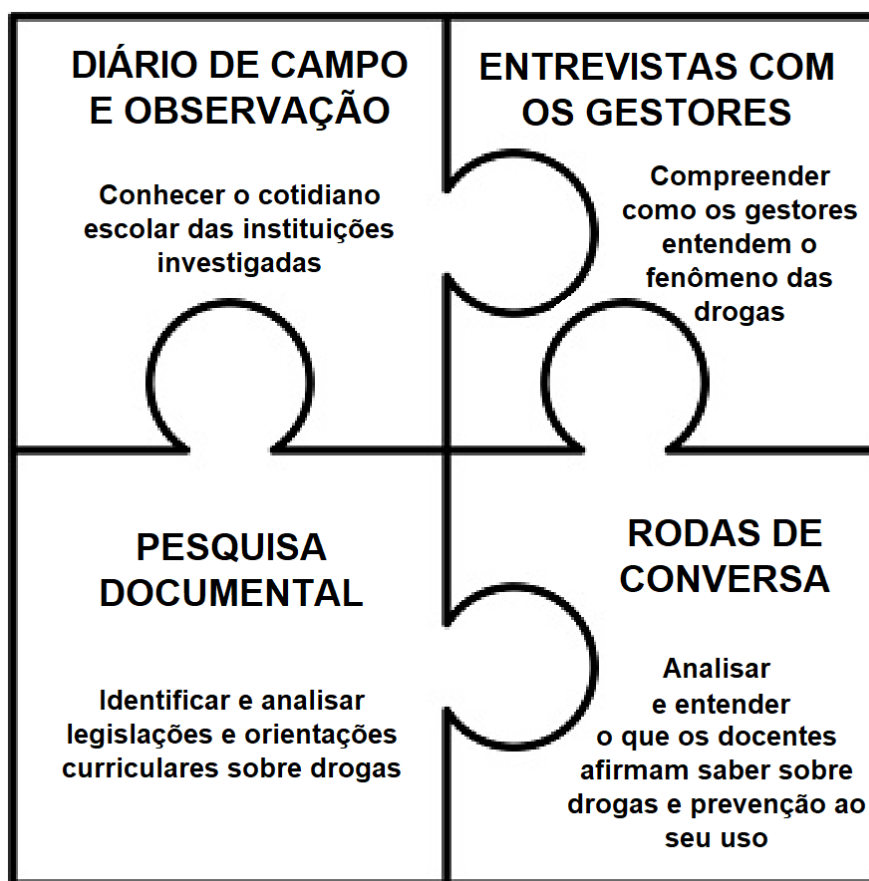 DIÁRIO DE CAMPO
E OBSERVAÇÃO
Conhecer o cotidiano
escolar das instituições
investigadas
ENTREVISTAS COM
OS GESTORES
Compreender
como os gestores
entendem o
fenômeno das
drogas
PESQUISA
DOCUMENTAL
Identificar e analisar
legislações e orientações
curriculares sobre drogas
RODAS DE
CONVERSA
Analisar
e entender
o que os docentes
afirmam saber sobre
drogas e prevenção ao
seu uso